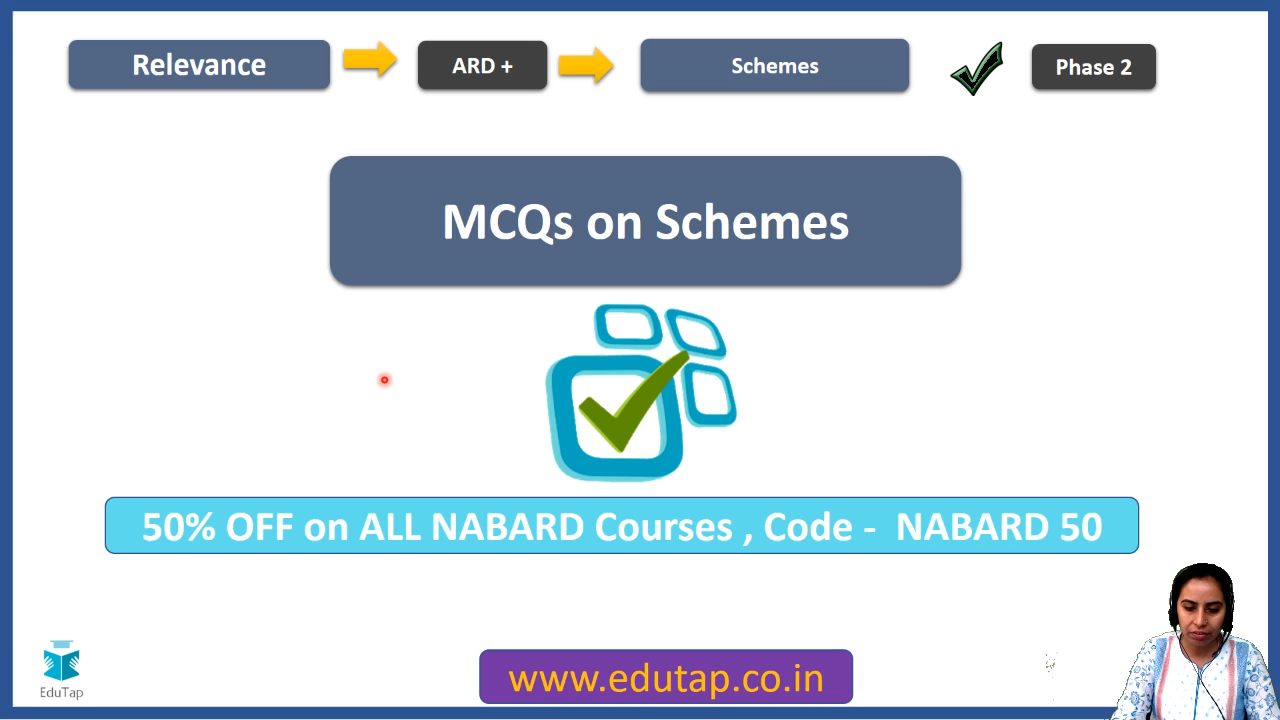 Relevance
ARD +
Schemes
Phase 2
MCQs on Schemes
50% OFF on ALL NABARD Courses , Code - NABARD 50
www.edutap.co.in
EduTap